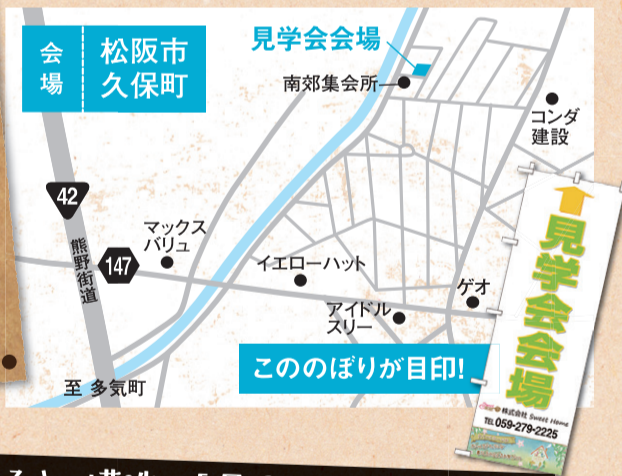 会場
松阪市
久保町
見学会会場
南郊集会所
コンダ
建設
42
熊野街道
147
マックス
バリュ
イエローハット
アイドル
スリー
ゲオ
至 多気町
こののぼりが目印!
見学会会場
株式会社 Sweet Home
TEL 059-279-2225